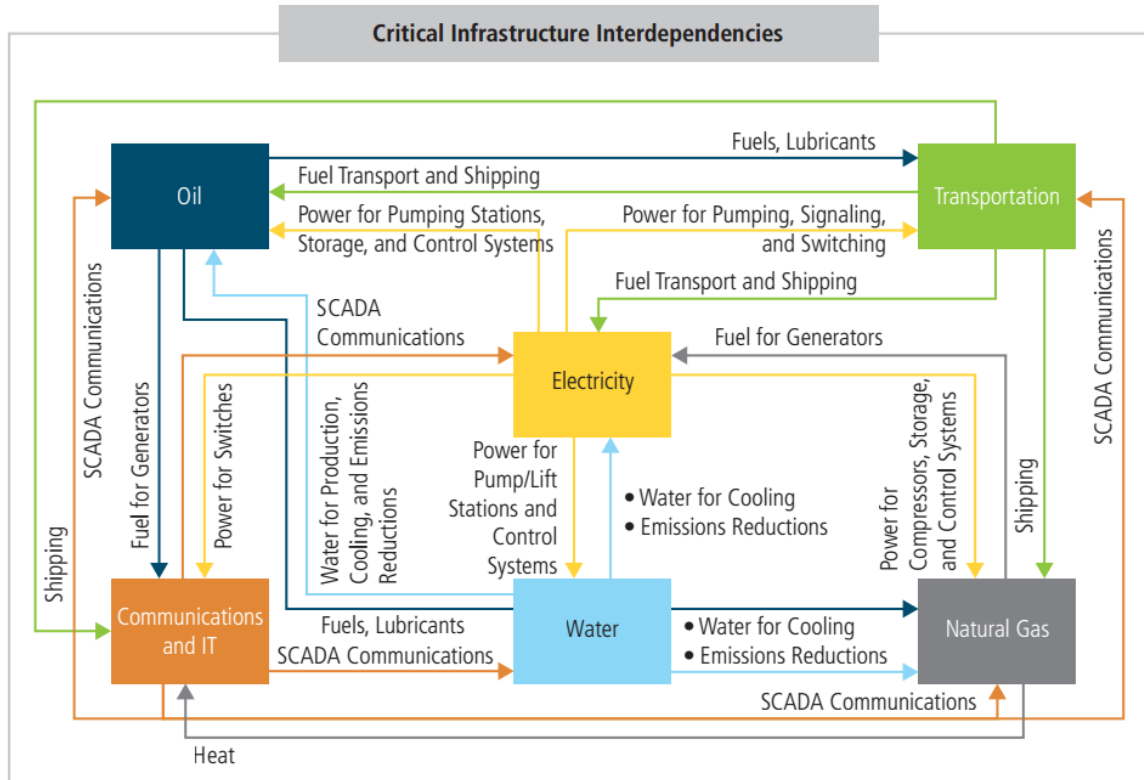 Critical Infrastructure Interdependencies
Fuels, Lubricants
Oil
Fuel Transport and Shipping
Transportation
Power for Pumping Stations,
Storage, and Control Systems
Power for Pumping, Signaling,
and Switching
Fuel Transport and Shipping
SCADA
Communications
Fuel for Generators
Electricity
SCADA Communications
Shipping
Fuel for Generators
Power for Switches
Water for Production,
Cooling, and Emissions
Reductions
Power for
Pump/Lift
Stations and
Control
Systems
• Water for Cooling
• Emissions Reductions
Power for
Compressors, Storage,
and Control Systems
Shipping
SCADA Communications
Communications
and IT
Fuels, Lubricants
SCADA Communications
Water
• Water for Cooling
• Emissions Reductions
Natural Gas
SCADA Communications
Heat